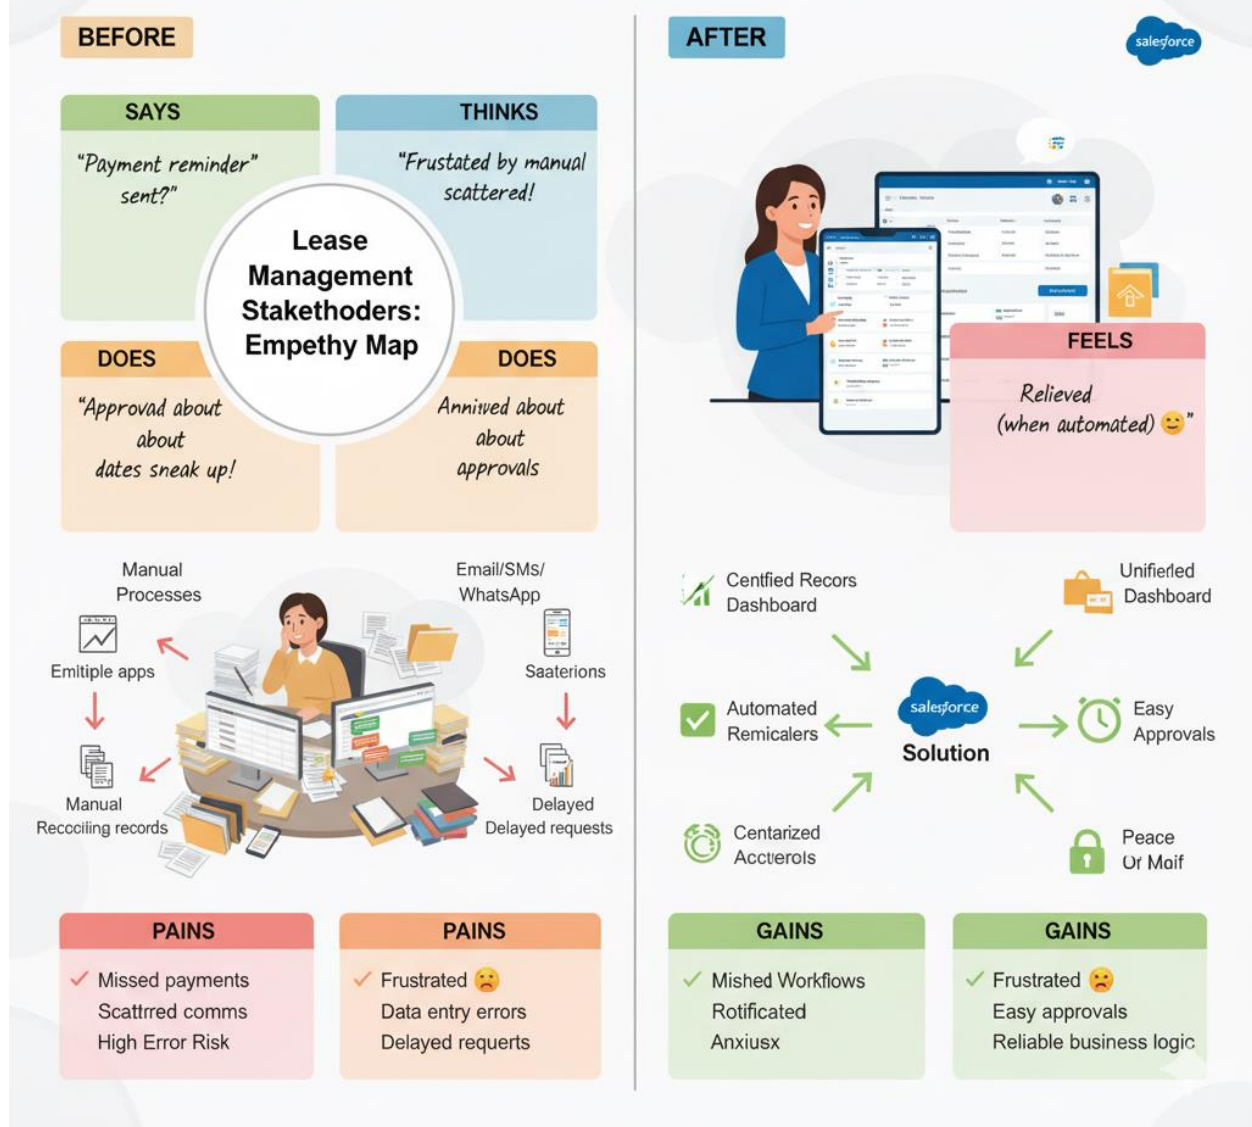 BEFORE
SAYS
"Payment reminder"
sent?"
THINKS
"Frustated by manual
scattered!
Lease
Management
Stakethoders:
Empethy Map
DOES
"Approvad about
about
dates sneak up!
DOES
Annived about
about
approvals
Manual
Processes
Email/SMs/
WhatsApp
Emitiple apps
Saaterions
Manual
Recociling records
Delayed
Delayed requests
PAINS
Missed payments
Scattrred comms
High Error Risk
PAINS
Frustrated
Data entry errors
Delayed requerts
AFTER
salesforce
FEELS
Relieved
(when automated) "
Centfied Recors
Dashboard
Unifierled
Dashboard
Automated
Remicalers
salesforce
Solution
Easy
Approvals
Centarized
Acctterols
Peace
Or Maif
GAINS
Mished Workflows
Rotificated
Anxiusx
GAINS
Frustrated
Easy approvals
Reliable business logic